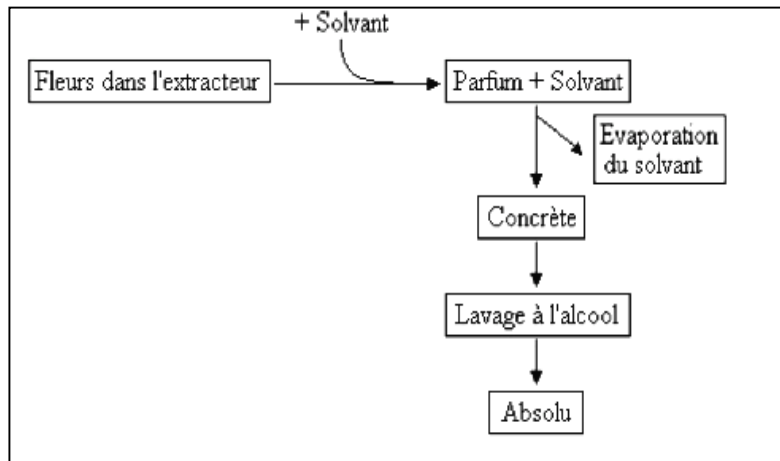 + Solvant
Fleurs dans l'extracteur
Parfum + Solvant
Evaporation
du solvant
Concrète
Lavage à l'alcool
Absolu